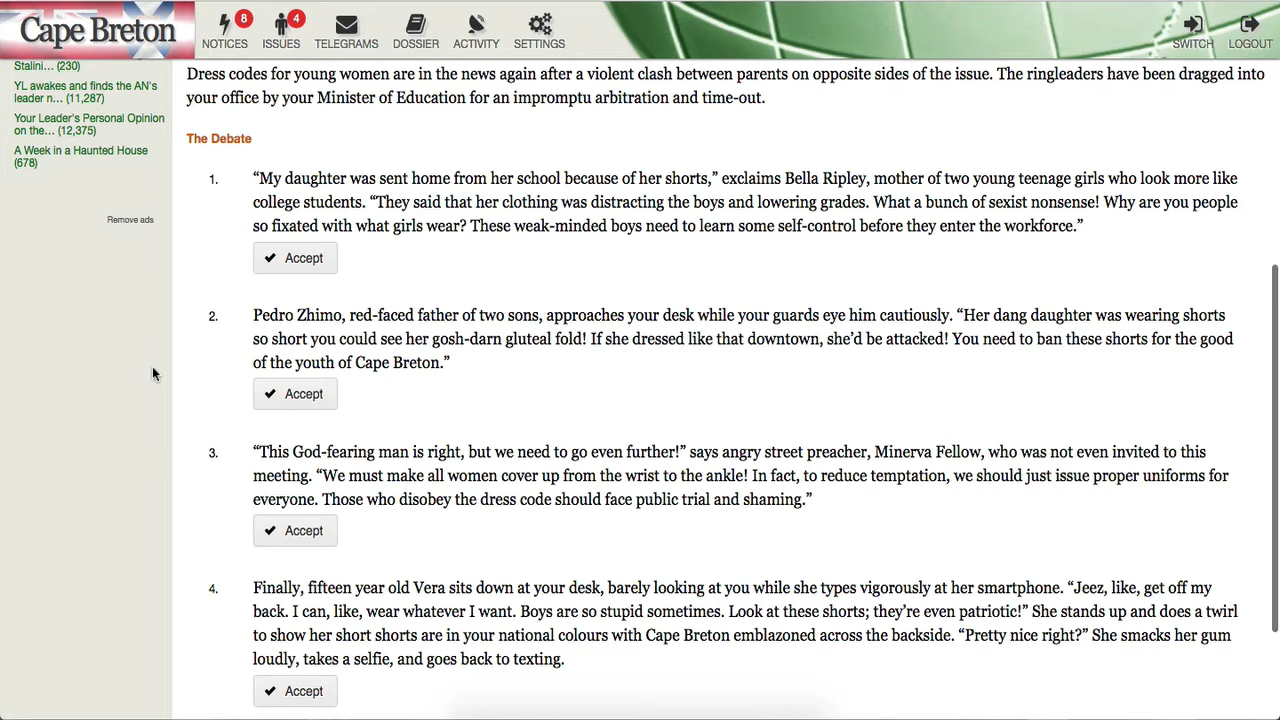 Cape Breton
8
4
NOTICES
ISSUES
TELEGRAMS
DOSSIER
ACTIVITY
SETTINGS
SWITCH
LOGOUT
Stalini... (230)
YL awakes and finds the AN's
leader n... (11,287)
Your Leader's Personal Opinion
on the... (12,375)
A Week in a Haunted House
(678)
Remove ads
Dress codes for young women are in the news again after a violent clash between parents on opposite sides of the issue. The ringleaders have been dragged into
your office by your Minister of Education for an impromptu arbitration and time-out.
The Debate
1. “My daughter was sent home from her school because of her shorts,” exclaims Bella Ripley, mother of two young teenage girls who look more like
college students. “They said that her clothing was distracting the boys and lowering grades. What a bunch of sexist nonsense! Why are you people
so fixated with what girls wear? These weak-minded boys need to learn some self-control before they enter the workforce.”
Accept
2. Pedro Zhimo, red-faced father of two sons, approaches your desk while your guards eye him cautiously. “Her dang daughter was wearing shorts
so short you could see her gosh-darn gluteal fold! If she dressed like that downtown, she’d be attacked! You need to ban these shorts for the good
of the youth of Cape Breton.”
Accept
3. “This God-fearing man is right, but we need to go even further!” says angry street preacher, Minerva Fellow, who was not even invited to this
meeting. “We must make all women cover up from the wrist to the ankle! In fact, to reduce temptation, we should just issue proper uniforms for
everyone. Those who disobey the dress code should face public trial and shaming.”
Accept
4. Finally, fifteen year old Vera sits down at your desk, barely looking at you while she types vigorously at her smartphone. “Jeez, like, get off my
back. I can, like, wear whatever I want. Boys are so stupid sometimes. Look at these shorts; they’re even patriotic!” She stands up and does a twirl
to show her short shorts are in your national colours with Cape Breton emblazoned across the backside. “Pretty nice right?” She smacks her gum
loudly, takes a selfie, and goes back to texting.
Accept